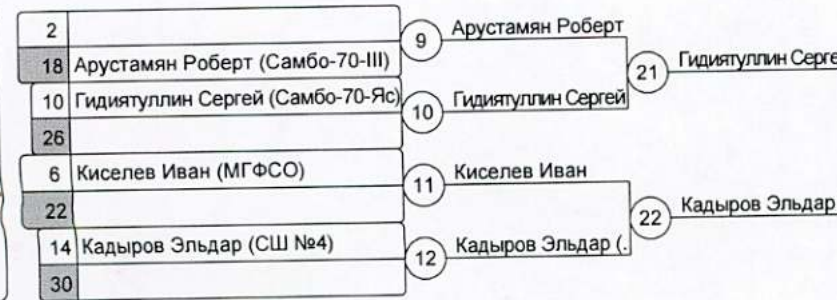 2
18 Арустамян Роберт (Самбо-70-III)
9 Арустамян Роберт
10 Гидиятуллин Сергей (Самбо-70-Яс)
26
10 Гидиятуллин Сергей
21 Гидиятуллин Серге
6 Киселев Иван (МГФСО)
22
11 Киселев Иван
14 Кадыров Эльдар (СШ №4)
30
12 Кадыров Эльдар (.
22 Кадыров Эльдар